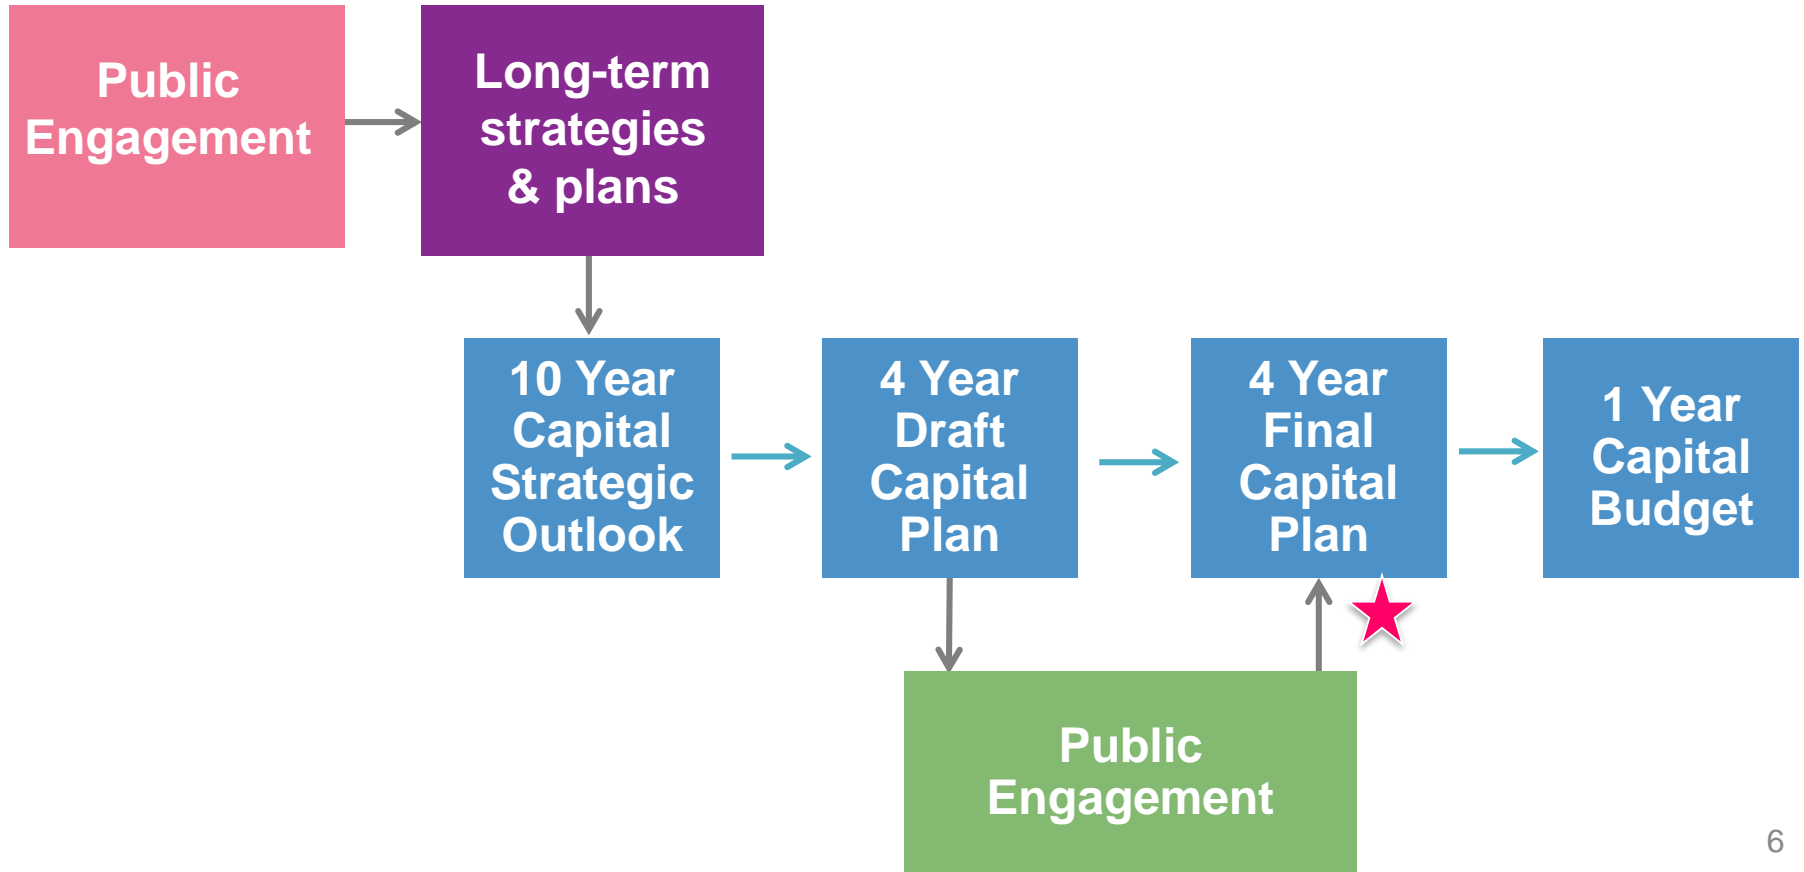 Public
Engagement
Long-term
strategies
& plans
10 Year
Capital
Strategic
Outlook
4 Year
Draft
Capital
Plan
4 Year
Final
Capital
Plan
1 Year
Capital
Budget
Public
Engagement
6